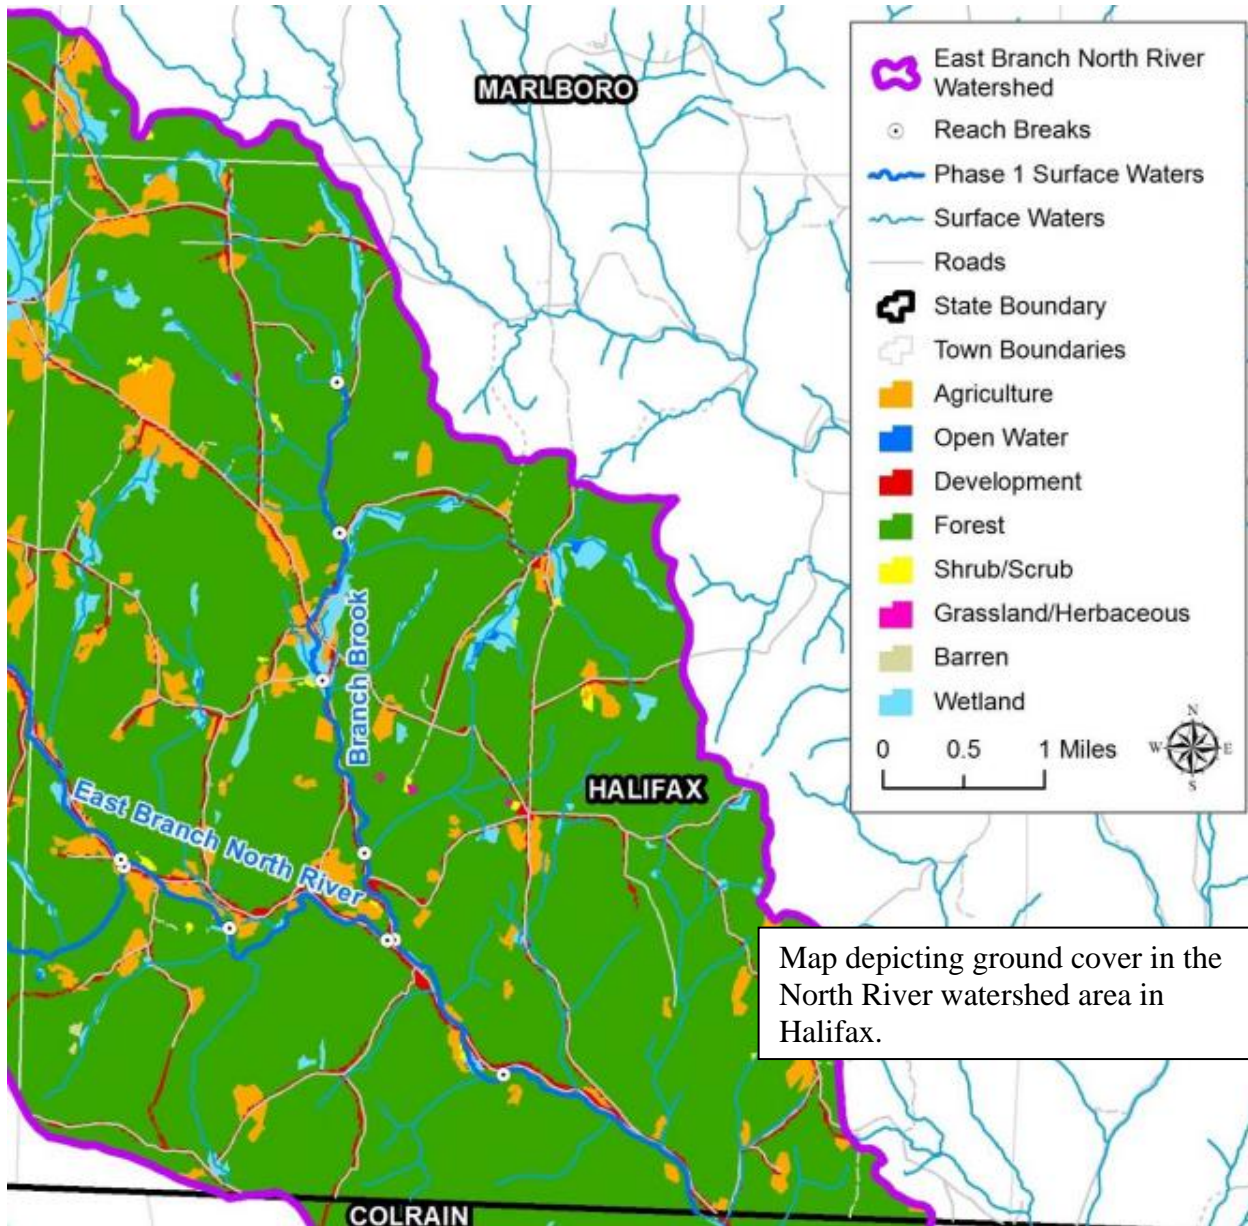 MARLBORO
East Branch North River
Watershed
Reach Breaks
Phase 1 Surface Waters
Surface Waters
Roads
State Boundary
Town Boundaries
Agriculture
Open Water
Development
Forest
Shrub/Scrub
Grassland/Herbaceous
Barren
Wetland
N
W
E
S
0 0.5 1 Miles
Branch Brook
HALIFAX
East Branch North River
Map depicting ground cover in the
North River watershed area in
Halifax.
COLRAIN